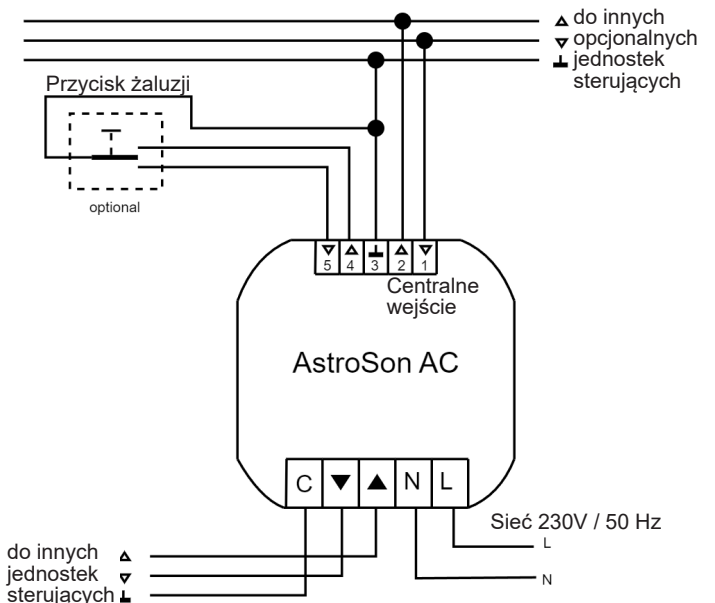 do innych
opcjonalnych
jednostek
sterujących
Przycisk żaluzji
optional
5 4 3 2 1
Centralne
wejście
AstroSon AC
C N L
Sieć 230V / 50 Hz
L
N
do innych
jednostek
sterujących